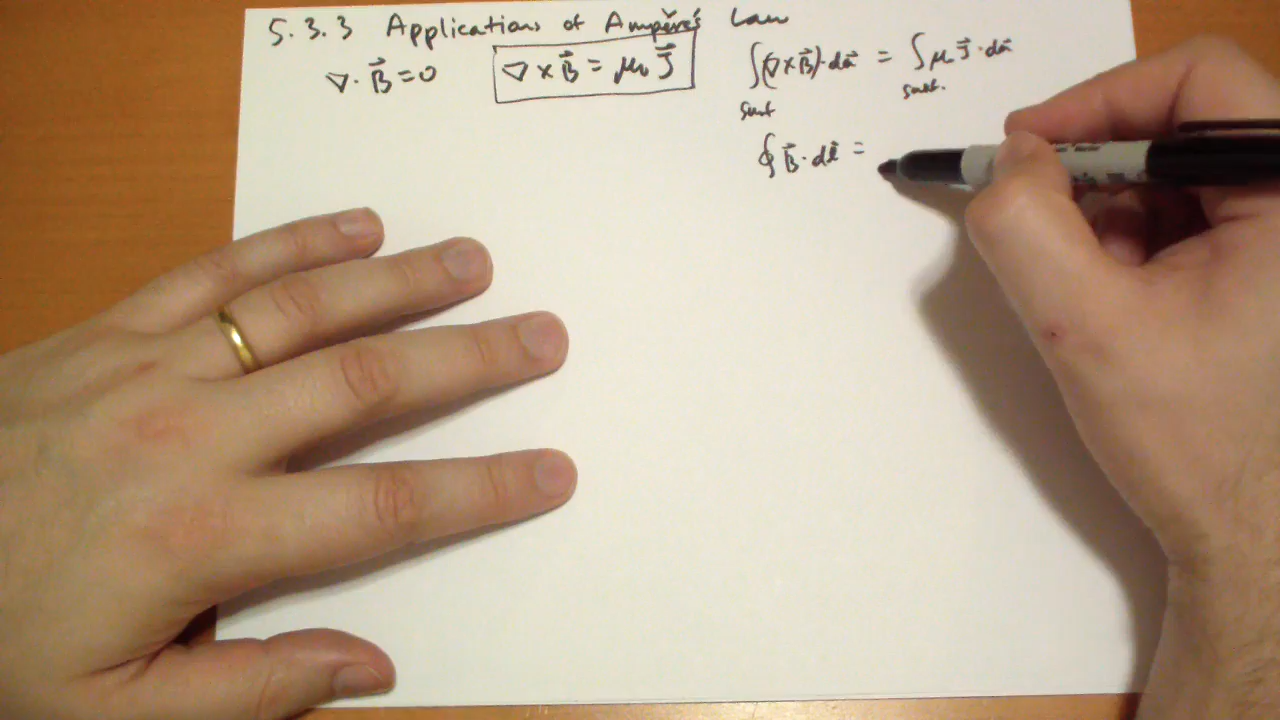 5.3.3 Applications of Ampère's Law
∇·B⃗=0
∇×B⃗=μ₀J⃗
∫(∇×B⃗)·da⃗ = ∫μ₀J⃗·da⃗
surf surf.
∮B⃗·dl⃗ =